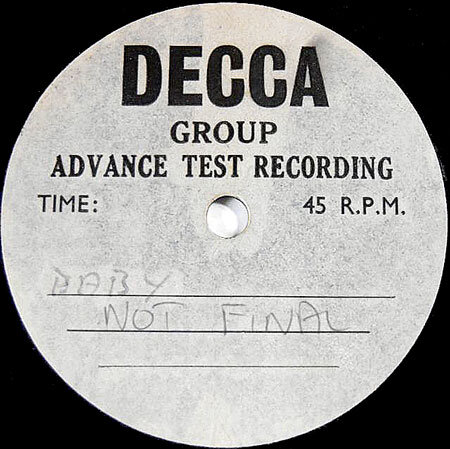 DECCA
GROUP
ADVANCE TEST RECORDING
TIME: 45 R.P.M.
BABY
NOT FINAL